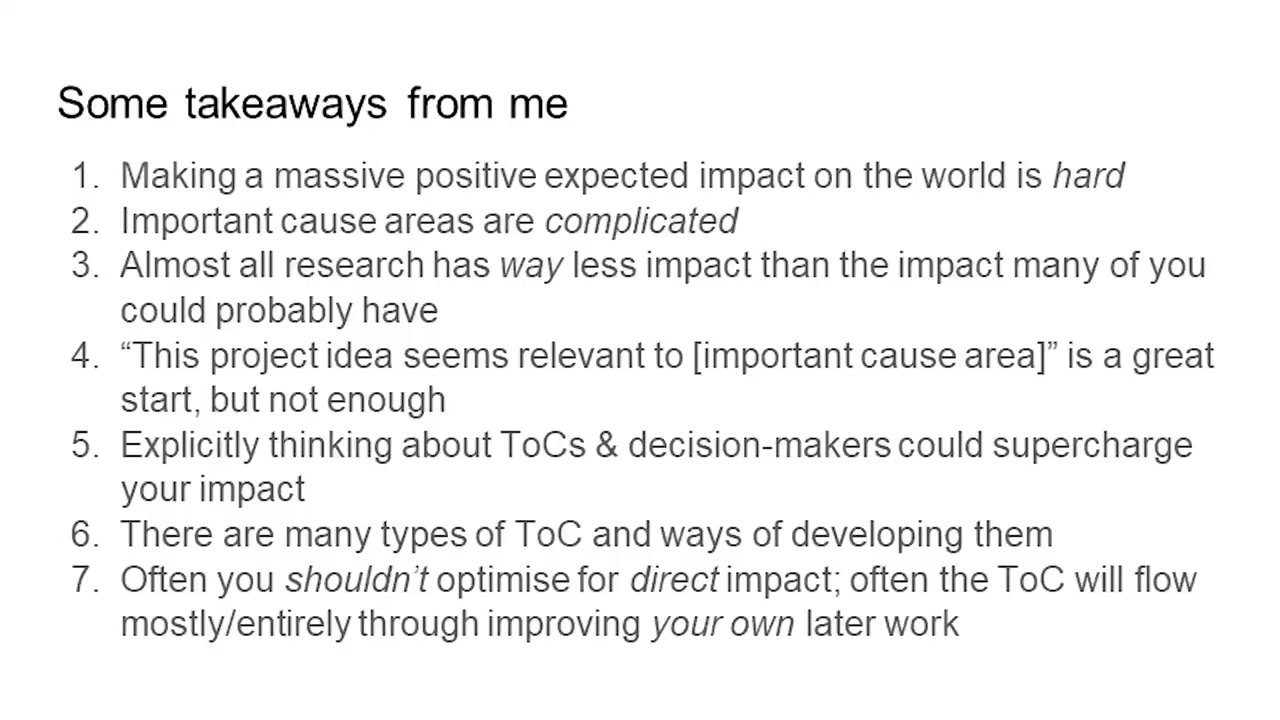 Some takeaways from me
1. Making a massive positive expected impact on the world is hard
2. Important cause areas are complicated
3. Almost all research has way less impact than the impact many of you
could probably have
4. “This project idea seems relevant to [important cause area]” is a great
start, but not enough
5. Explicitly thinking about ToCs & decision-makers could supercharge
your impact
6. There are many types of ToC and ways of developing them
7. Often you shouldn’t optimise for direct impact; often the ToC will flow
mostly/entirely through improving your own later work